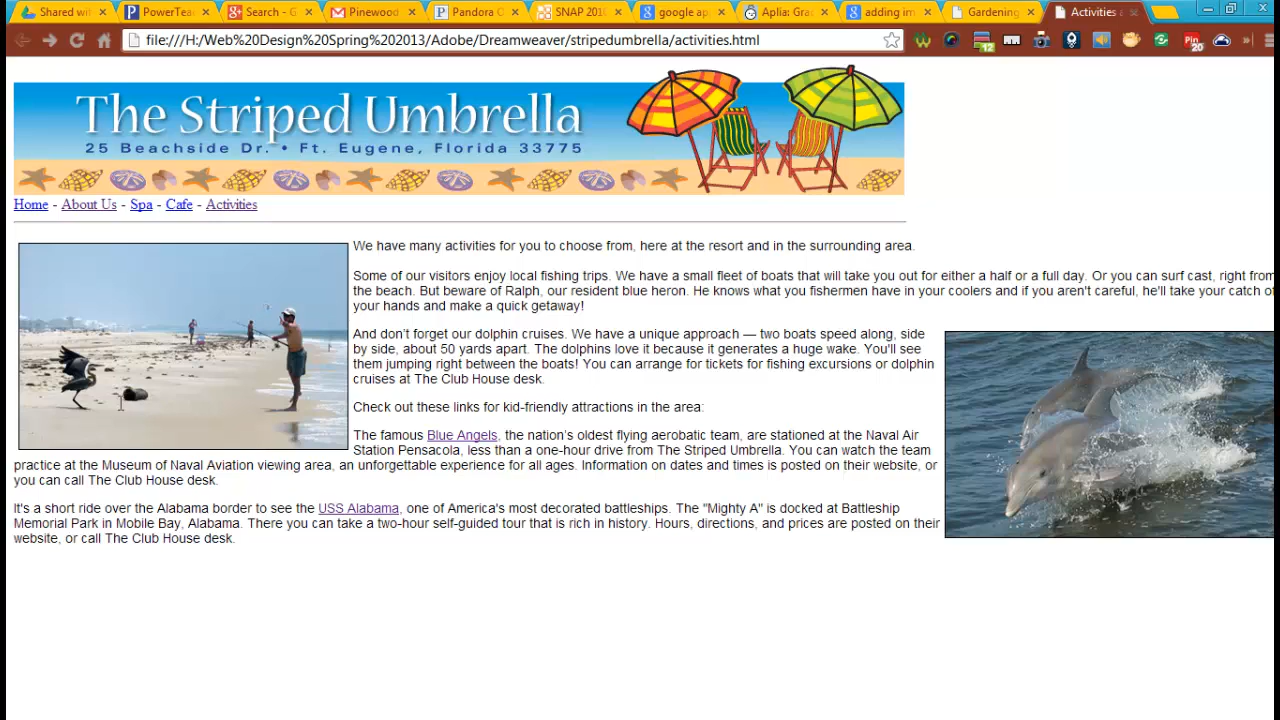 Shared wit
PowerTea
Search - G
Gmail Pinewood
Pandora O
SNAP 201
google ap
Aplia: Gra
adding im
Gardening
Activities a
file:///H:/Web%20Design%20Spring%202013/Adobe/Dreamweaver/stripedumbrella/activities.html
12
Pin
20
The Striped Umbrella
25 Beachside Dr. • Ft. Eugene, Florida 33775
Home - About Us - Spa - Cafe - Activities
We have many activities for you to choose from, here at the resort and in the surrounding area.
Some of our visitors enjoy local fishing trips. We have a small fleet of boats that will take you out for either a half or a full day. Or you can surf cast, right from
the beach. But beware of Ralph, our resident blue heron. He knows what you fishermen have in your coolers and if you aren't careful, he'll take your catch of
your hands and make a quick getaway!
And don't forget our dolphin cruises. We have a unique approach — two boats speed along, side
by side, about 50 yards apart. The dolphins love it because it generates a huge wake. You'll see
them jumping right between the boats! You can arrange for tickets for fishing excursions or dolphin
cruises at The Club House desk.
Check out these links for kid-friendly attractions in the area:
The famous Blue Angels, the nation's oldest flying aerobatic team, are stationed at the Naval Air
Station Pensacola, less than a one-hour drive from The Striped Umbrella. You can watch the team
practice at the Museum of Naval Aviation viewing area, an unforgettable experience for all ages. Information on dates and times is posted on their website, or
you can call The Club House desk.
It's a short ride over the Alabama border to see the USS Alabama, one of America's most decorated battleships. The "Mighty A" is docked at Battleship
Memorial Park in Mobile Bay, Alabama. There you can take a two-hour self-guided tour that is rich in history. Hours, directions, and prices are posted on their
website, or call The Club House desk.